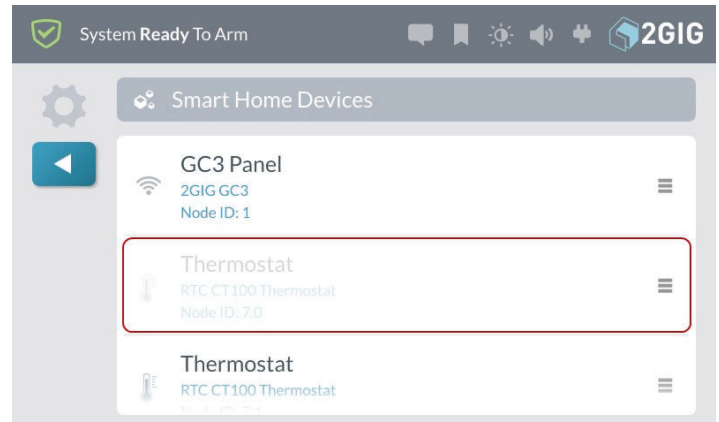 System Ready To Arm
2GIG
Smart Home Devices
GC3 Panel
2GIG GC3
Node ID: 1
Thermostat
RTC CT100 Thermostat
Node ID: 7.0
Thermostat
RTC CT100 Thermostat